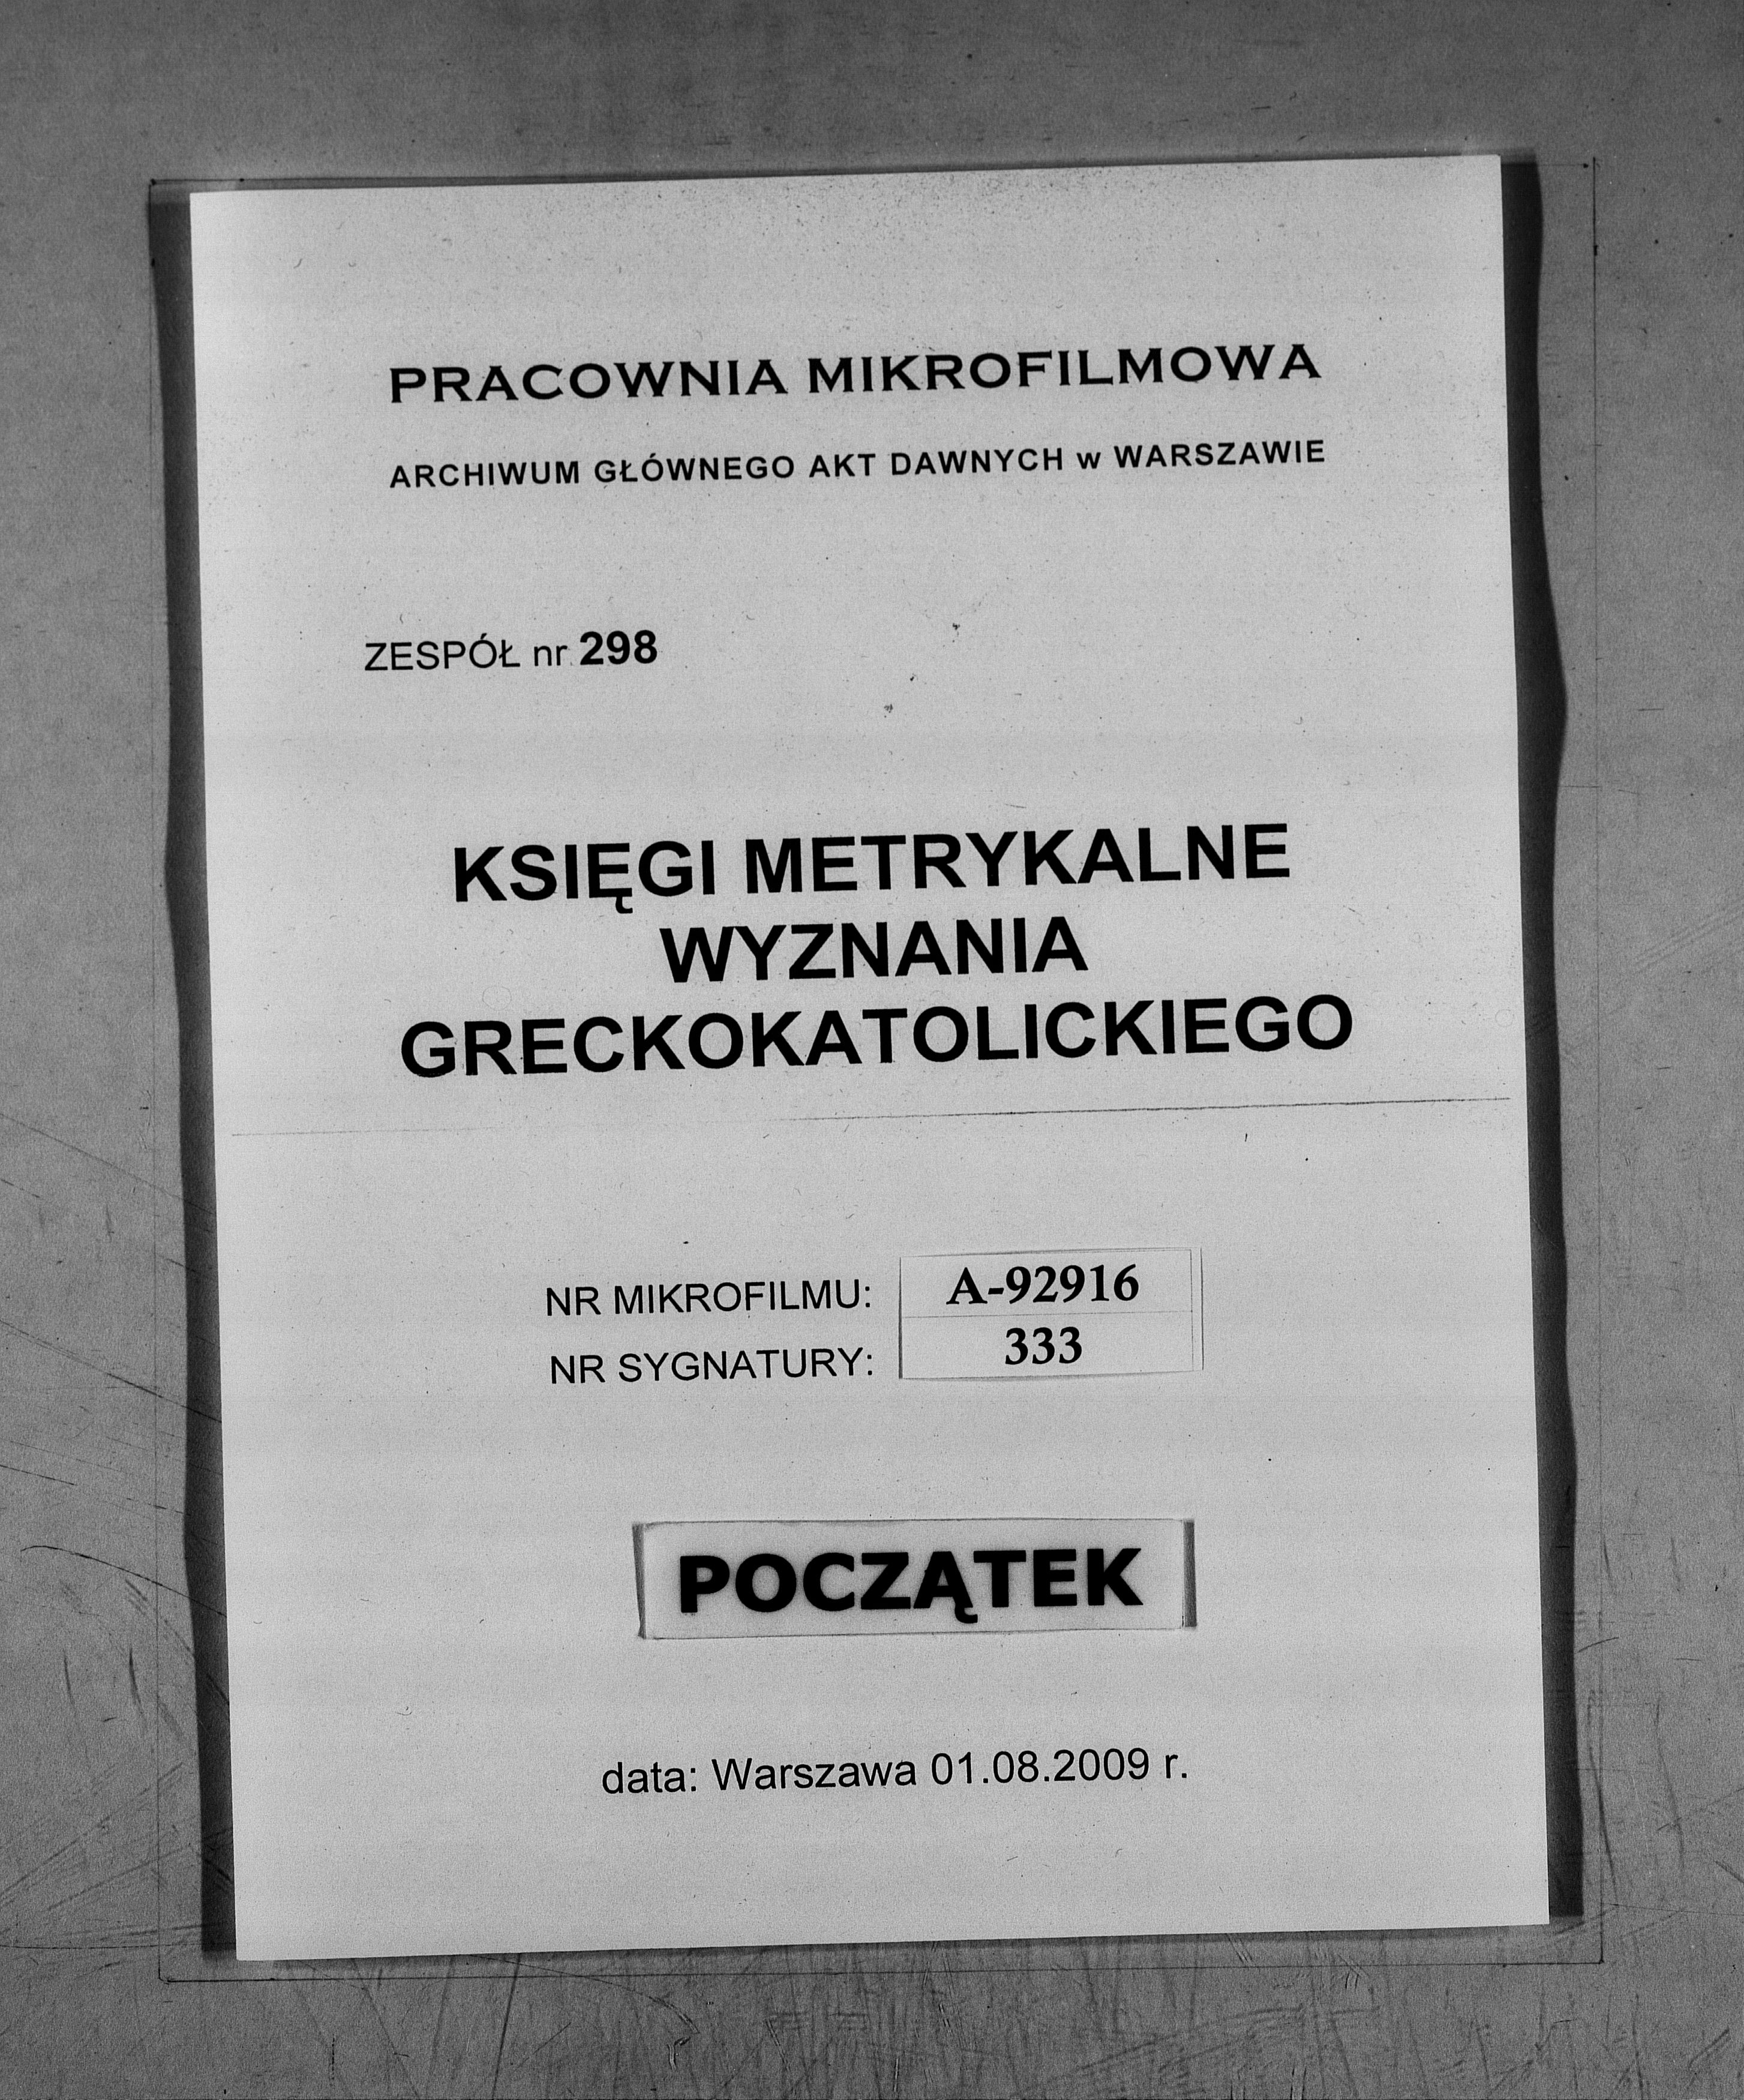 PRACOWNIA MIKROFILMOWA
ARCHIWUM GŁÓWNEGO AKT DAWNYCH w WARSZAWIE
ZESPÓŁ nr 298
KSIĘGI METRYKALNE
WYZNANIA
GRECKOKATOLICKIEGO
NR MIKROFILMU: A-92916
NR SYGNATURY: 333
POCZĄTEK
data: Warszawa 01.08.2009 r.